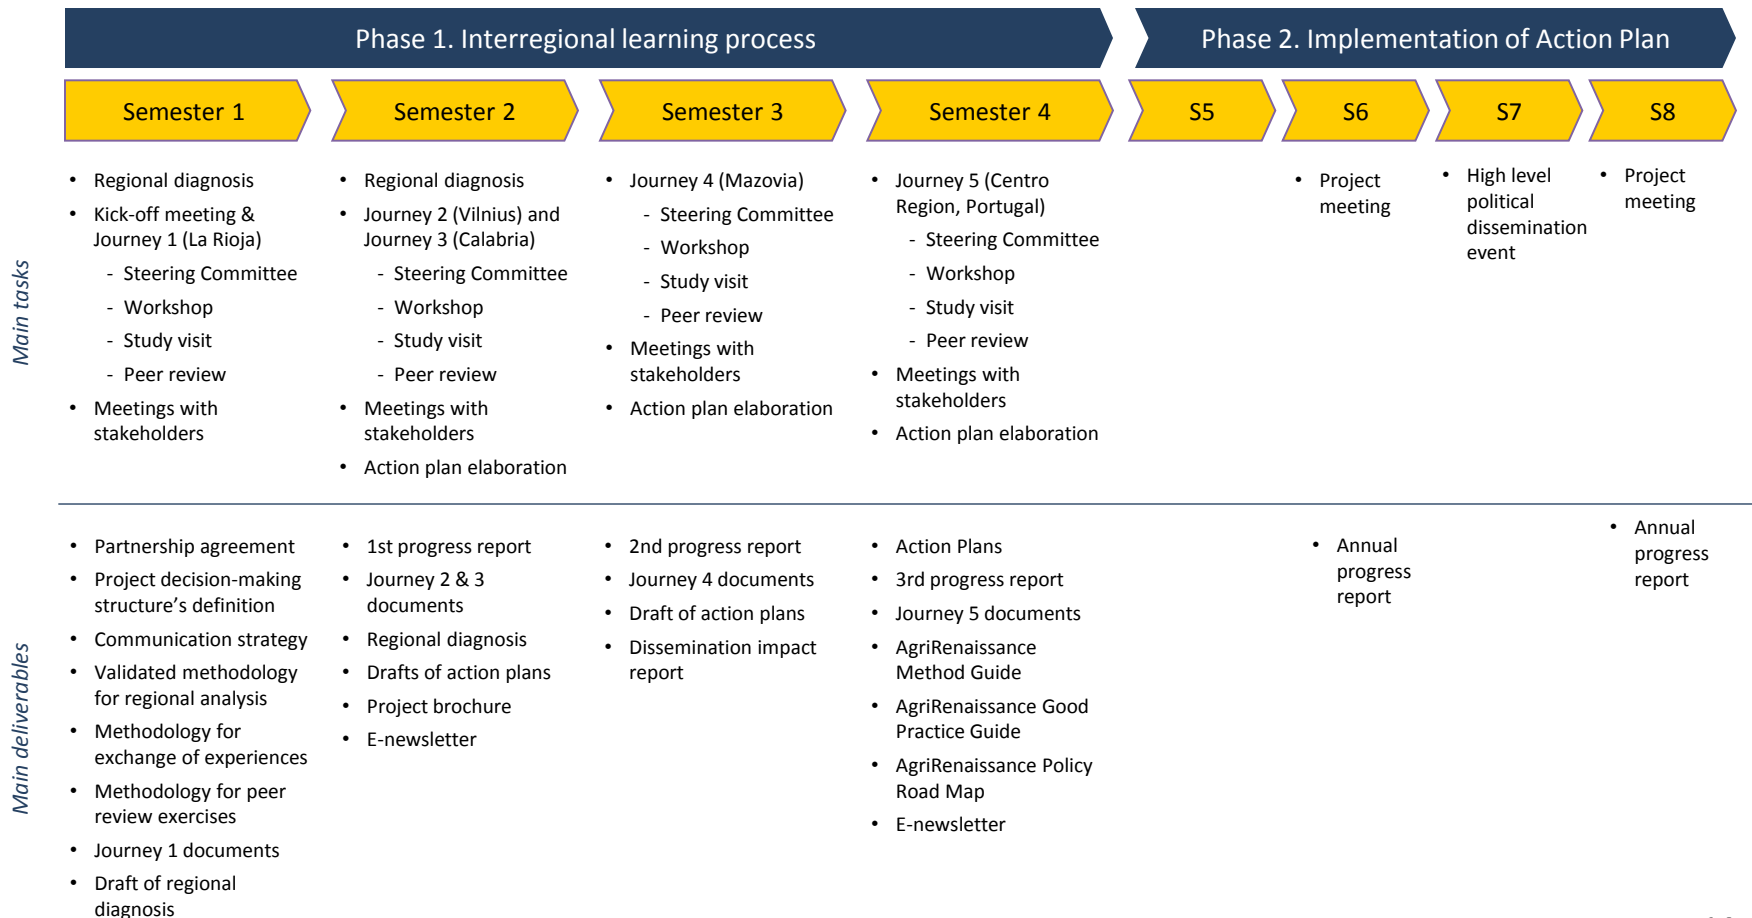 Phase 1. Interregional learning process
Phase 2. Implementation of Action Plan
Semester 1
Semester 2
Semester 3
Semester 4
S5
S6
S7
S8
Main tasks
• Regional diagnosis
• Kick-off meeting &
Journey 1 (La Rioja)
- Steering Committee
- Workshop
- Study visit
- Peer review
• Meetings with
stakeholders
• Regional diagnosis
• Journey 2 (Vilnius) and
Journey 3 (Calabria)
- Steering Committee
- Workshop
- Study visit
- Peer review
• Meetings with
stakeholders
• Action plan elaboration
• Journey 4 (Mazovia)
- Steering Committee
- Workshop
- Study visit
- Peer review
• Meetings with
stakeholders
• Action plan elaboration
• Journey 5 (Centro
Region, Portugal)
- Steering Committee
- Workshop
- Study visit
- Peer review
• Meetings with
stakeholders
• Action plan elaboration
• Project
meeting
• High level
political
dissemination
event
• Project
meeting
Main deliverables
• Partnership agreement
• Project decision-making
structure’s definition
• Communication strategy
• Validated methodology
for regional analysis
• Methodology for
exchange of experiences
• Methodology for peer
review exercises
• Journey 1 documents
• Draft of regional
diagnosis
• 1st progress report
• Journey 2 & 3
documents
• Regional diagnosis
• Drafts of action plans
• Project brochure
• E-newsletter
• 2nd progress report
• Journey 4 documents
• Draft of action plans
• Dissemination impact
report
• Action Plans
• 3rd progress report
• Journey 5 documents
• AgriRenaissance
Method Guide
• AgriRenaissance Good
Practice Guide
• AgriRenaissance Policy
Road Map
• E-newsletter
• Annual
progress
report
• Annual
progress
report